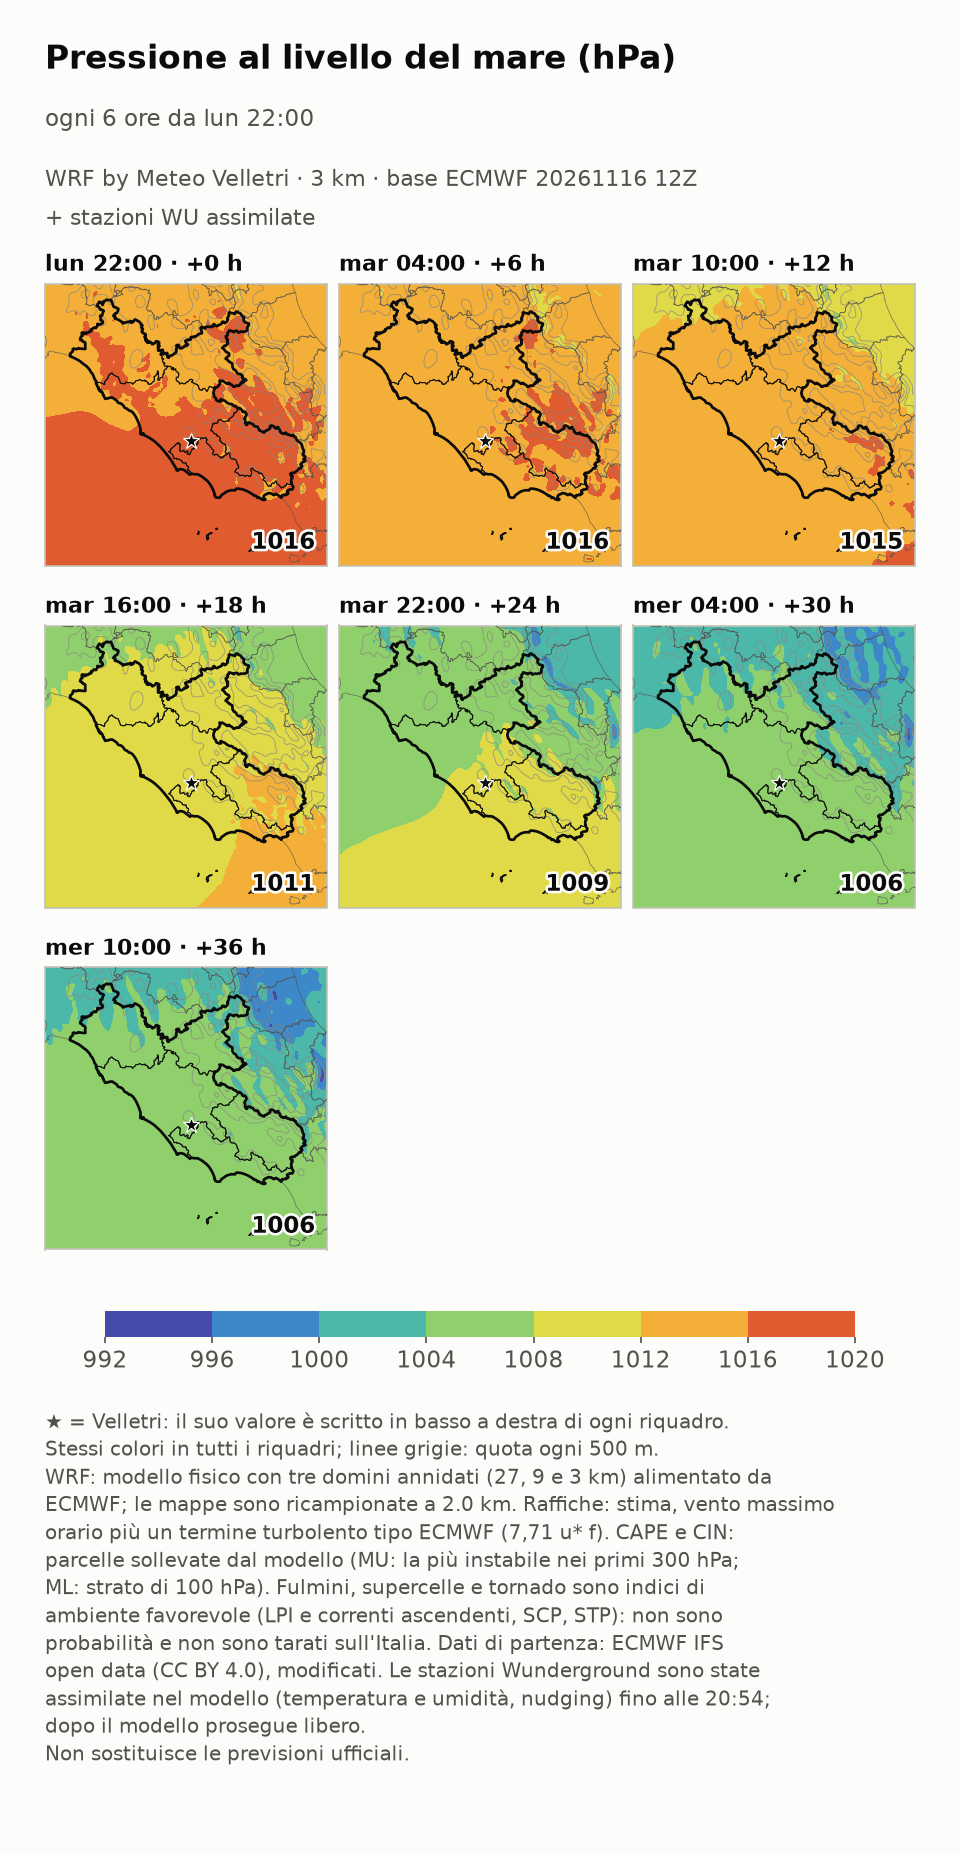 Pressione al livello del mare (hPa)
ogni 6 ore da lun 22:00
WRF by Meteo Velletri · 3 km · base ECMWF 20261116 12Z
+ stazioni WU assimilate
lun 22:00 · +0 h
mar 04:00 · +6 h
mar 10:00 · +12 h
1016
1016
1015
mar 16:00 · +18 h
mar 22:00 · +24 h
mer 04:00 · +30 h
1011
1009
1006
mer 10:00 · +36 h
1006
992 996 1000 1004 1008 1012 1016 1020
★ = Velletri: il suo valore è scritto in basso a destra di ogni riquadro.
Stessi colori in tutti i riquadri; linee grigie: quota ogni 500 m.
WRF: modello fisico con tre domini annidati (27, 9 e 3 km) alimentato da
ECMWF; le mappe sono ricampionate a 2.0 km. Raffiche: stima, vento massimo
orario più un termine turbolento tipo ECMWF (7,71 u* f). CAPE e CIN:
parcelle sollevate dal modello (MU: la più instabile nei primi 300 hPa;
ML: strato di 100 hPa). Fulmini, supercelle e tornado sono indici di
ambiente favorevole (LPI e correnti ascendenti, SCP, STP): non sono
probabilità e non sono tarati sull'Italia. Dati di partenza: ECMWF IFS
open data (CC BY 4.0), modificati. Le stazioni Wunderground sono state
assimilate nel modello (temperatura e umidità, nudging) fino alle 20:54;
dopo il modello prosegue libero.
Non sostituisce le previsioni ufficiali.